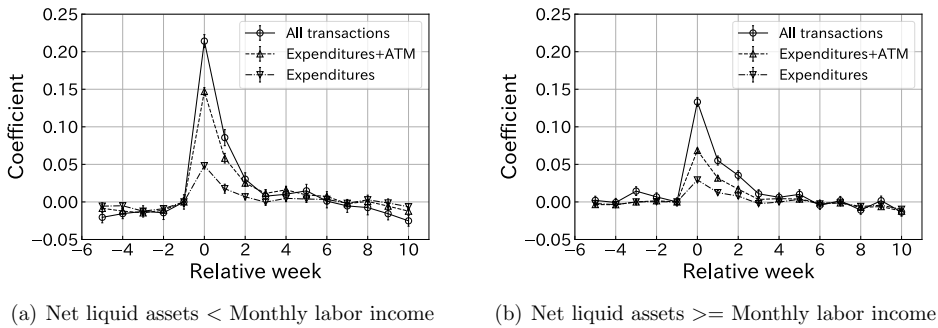 0.25
0.20
0.15
0.10
0.05
0.00
−0.05
Coefficient
All transactions
Expenditures+ATM
Expenditures
−6 −4 −2 0 2 4 6 8 10
Relative week
(a) Net liquid assets < Monthly labor income
0.25
0.20
0.15
0.10
0.05
0.00
−0.05
Coefficient
All transactions
Expenditures+ATM
Expenditures
−6 −4 −2 0 2 4 6 8 10
Relative week
(b) Net liquid assets >= Monthly labor income